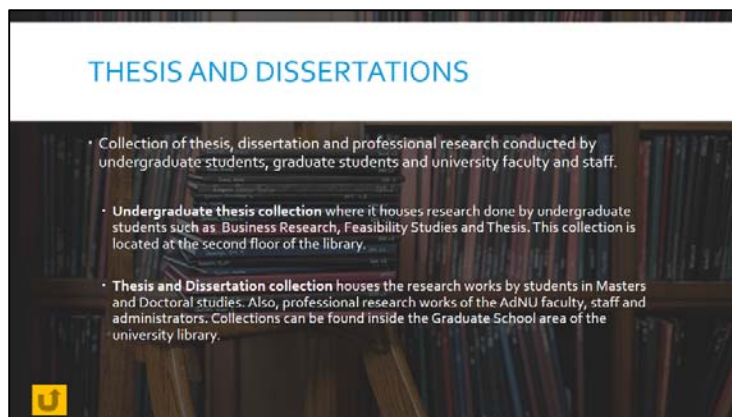 THESIS AND DISSERTATIONS
▪ Collection of thesis, dissertation and professional research conducted by
undergraduate students, graduate students and university faculty and staff.
▪ Undergraduate thesis collection where it houses research done by undergraduate
students such as Business Research, Feasibility Studies and Thesis. This collection is
located at the second floor of the library.
▪ Thesis and Dissertation collection houses the research works by students in Masters
and Doctoral studies. Also, professional research works of the AdNU faculty, staff and
administrators. Collections can be found inside the Graduate School area of the
university library.